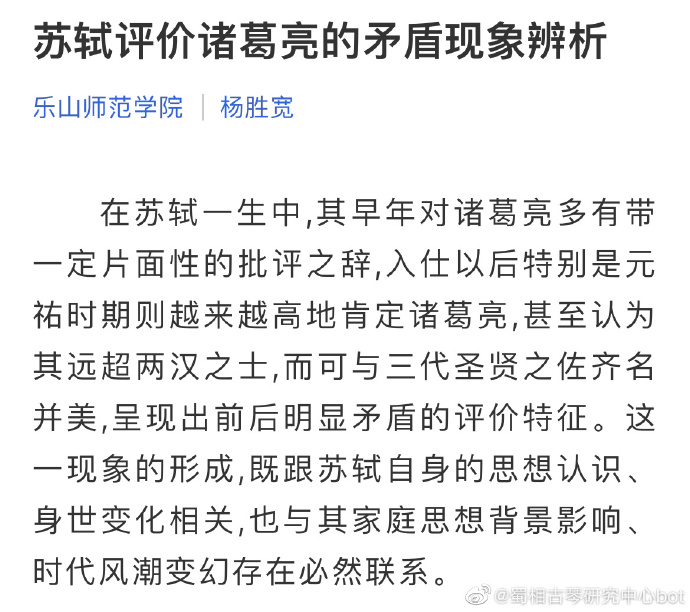 苏轼评价诸葛亮的矛盾现象辨析
乐山师范学院 | 杨胜宽
在苏轼一生中,其早年对诸葛亮多有带
一定片面性的批评之辞,入仕以后特别是元
祐时期则越来越高地肯定诸葛亮,甚至认为
其远超两汉之士,而可与三代圣贤之佐齐名
并美,呈现出前后明显矛盾的评价特征。这
一现象的形成,既跟苏轼自身的思想认识、
身世变化相关,也与其家庭思想背景影响、
时代风潮变幻存在必然联系。
@蜀相古琴研究中心bot